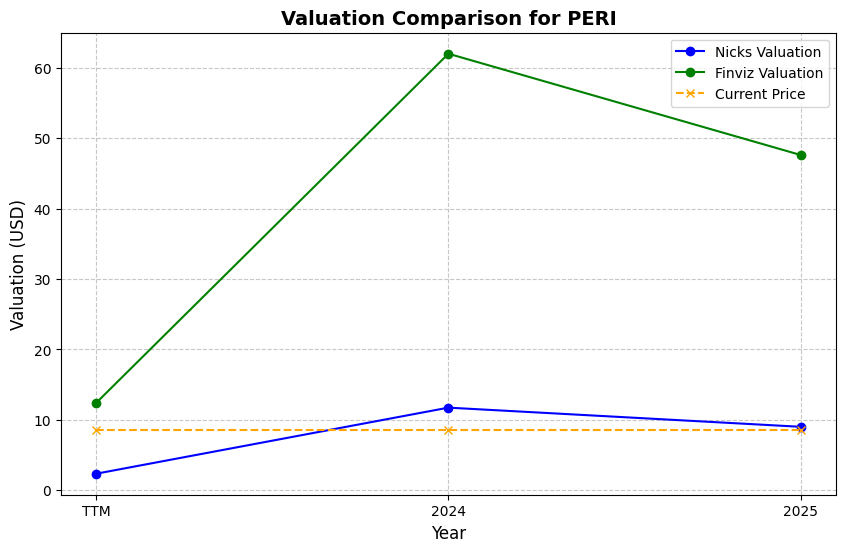 Valuation Comparison for PERI
Nicks Valuation
Finviz Valuation
Current Price
Valuation (USD)
60
50
40
30
20
10
0
TTM
2024
2025
Year